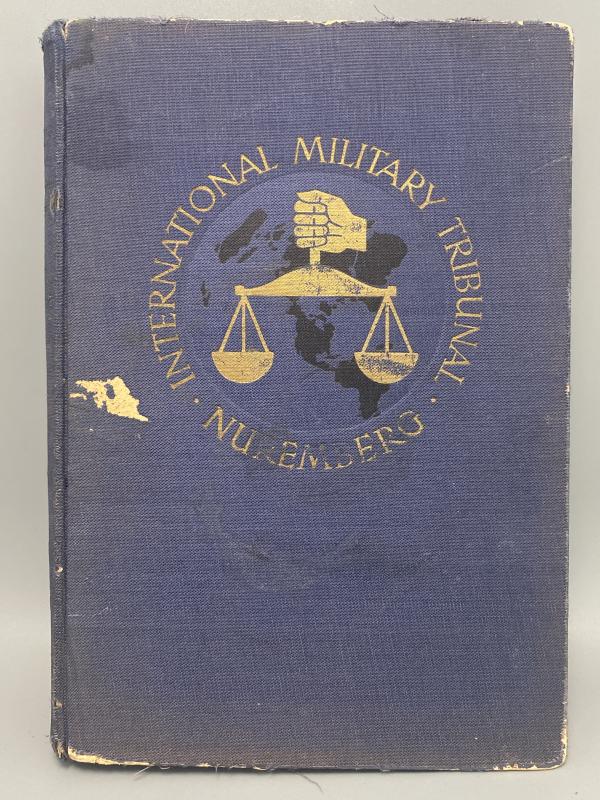 INTERNATIONAL MILITARY TRIBUNAL
· NUREMBERG ·